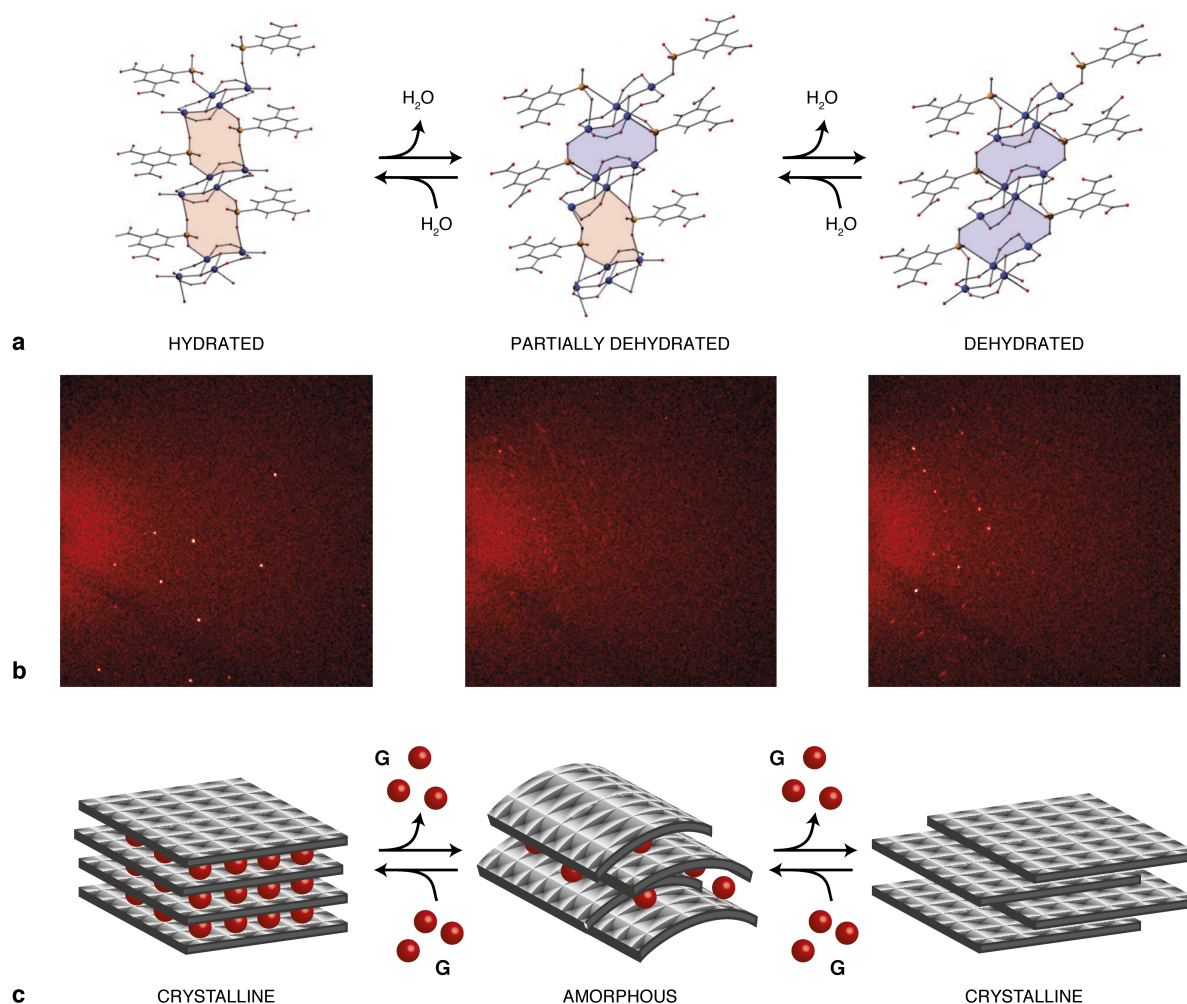 H2O
H2O
H2O
H2O
a
HYDRATED
PARTIALLY DEHYDRATED
DEHYDRATED
b
G
G
G
G
c
CRYSTALLINE
AMORPHOUS
CRYSTALLINE